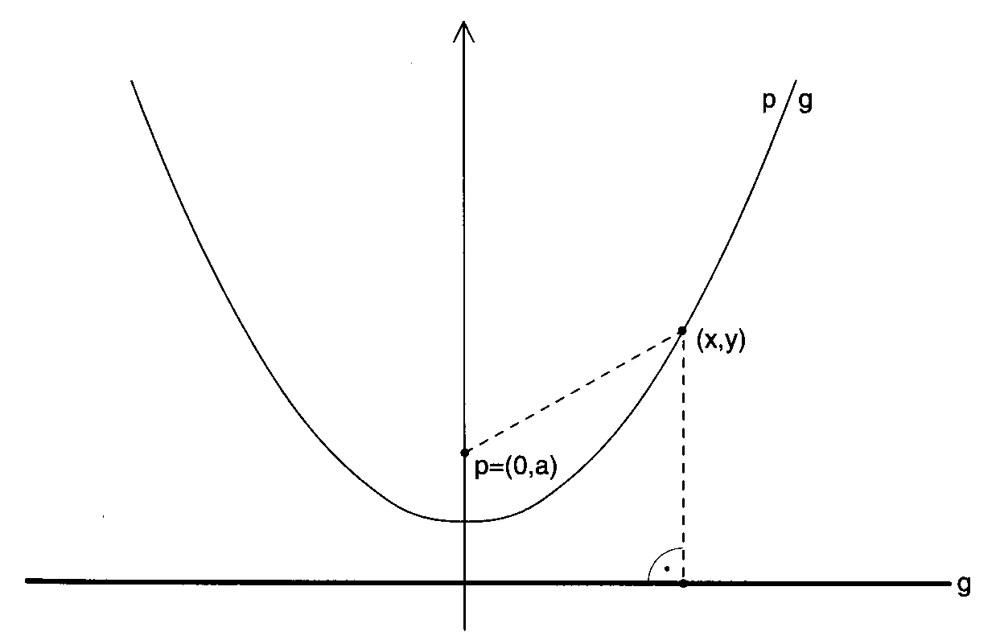 p g
(x,y)
p=(0,a)
g